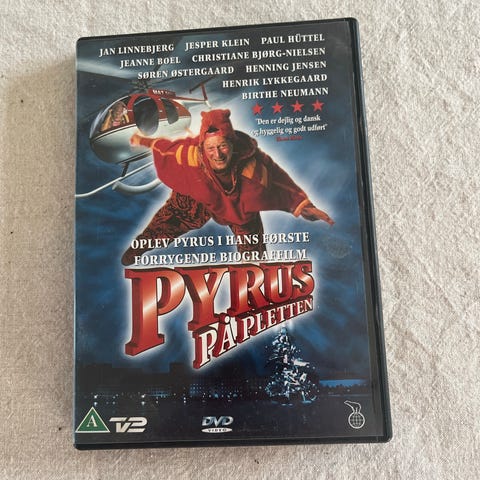 JAN LINNEBJERG JESPER KLEIN PAUL HÜTTEL
JEANNE BOEL CHRISTIANE BJØRG-NIELSEN
SØREN ØSTERGAARD HENNING JENSEN
HENRIK LYKKEGAARD
BIRTHE NEUMANN
"Den er dejlig og dansk
og hyggelig og godt udført"
OPLEV PYRUS I HANS FØRSTE
FORRYGENDE BIOGRAFFILM
PYRUS
PÅ PLETTEN
A TV2 DVD
VIDEO